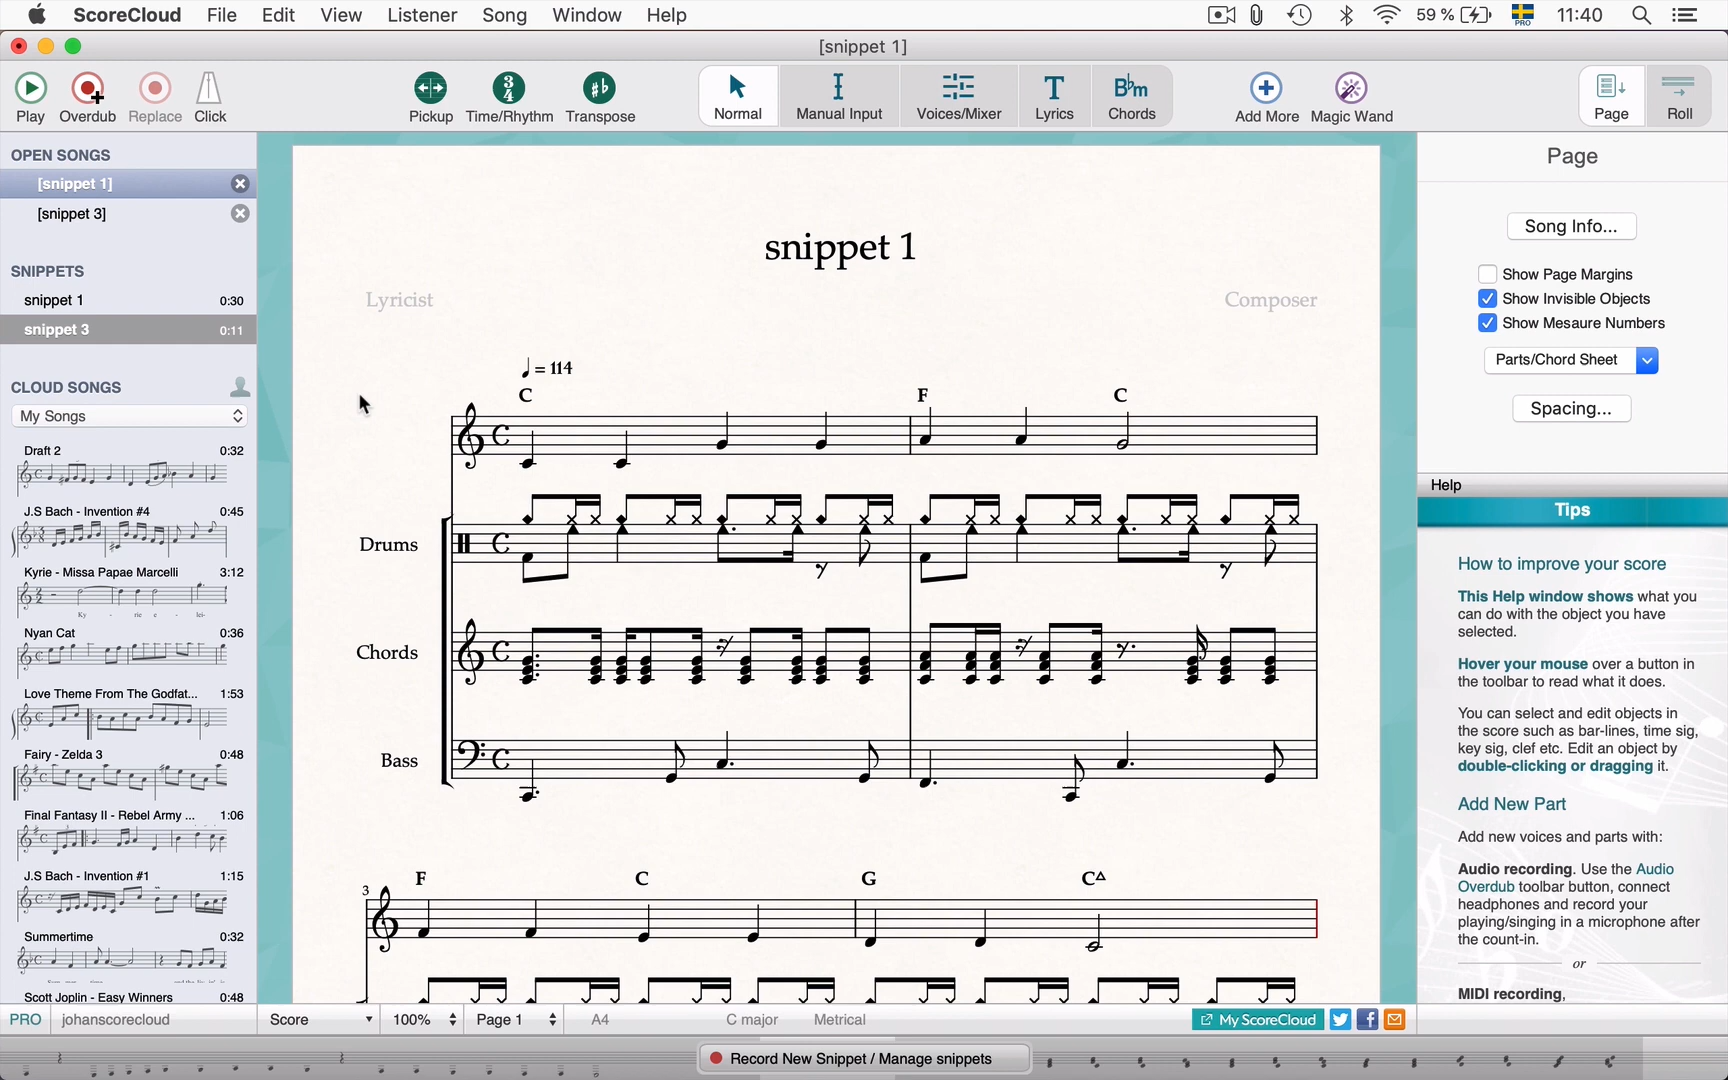 ScoreCloud File Edit View Listener Song Window Help 59 % PRO 11:40
[snippet 1]
Play Overdub Replace Click Pickup Time/Rhythm Transpose Normal Manual Input Voices/Mixer Lyrics Chords Add More Magic Wand Page Roll
OPEN SONGS
[snippet 1]
[snippet 3]
SNIPPETS
snippet 1 0:30
snippet 3 0:11
CLOUD SONGS
My Songs
Draft 2 0:32
J.S Bach - Invention #4 0:45
Kyrie - Missa Papae Marcelli 3:12
Ky - rie e - lei-
Nyan Cat 0:36
Love Theme From The Godfat... 1:53
Fairy - Zelda 3 0:48
Final Fantasy II - Rebel Army ... 1:06
J.S Bach - Invention #1 1:15
Summertime 0:32
Scott Joplin - Easy Winners 0:48
snippet 1
Lyricist Composer
= 114
C F C
Drums
Chords
Bass
F C G C△
3
Page
Song Info...
Show Page Margins
Show Invisible Objects
Show Mesaure Numbers
Parts/Chord Sheet
Spacing...
Help
Tips
How to improve your score
This Help window shows what you
can do with the object you have
selected.
Hover your mouse over a button in
the toolbar to read what it does.
You can select and edit objects in
the score such as bar-lines, time sig,
key sig, clef etc. Edit an object by
double-clicking or dragging it.
Add New Part
Add new voices and parts with:
Audio recording. Use the Audio
Overdub toolbar button, connect
headphones and record your
playing/singing in a microphone after
the count-in.
or
MIDI recording,
PRO johanscorecloud Score 100% Page 1 A4 C major Metrical My ScoreCloud
Record New Snippet / Manage snippets